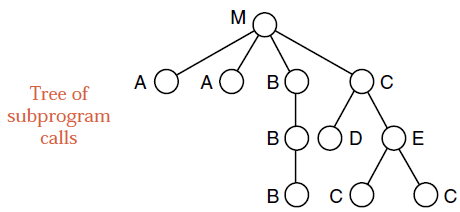 M
A A B C
Tree of
subprogram
calls
B D E
B C C